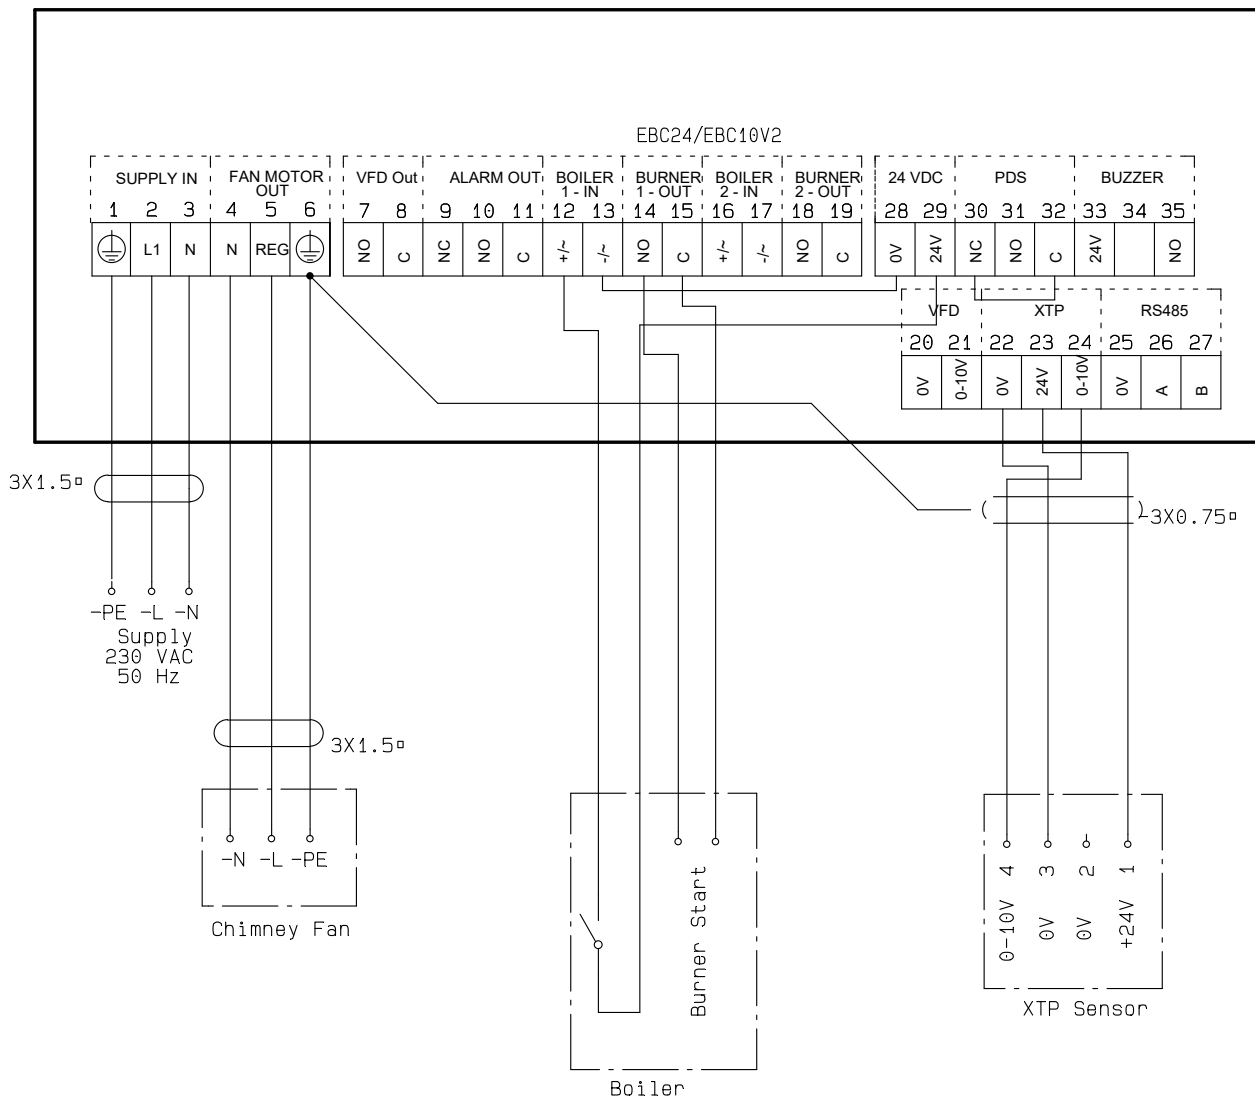 EBC24/EBC10V2
SUPPLY IN FAN MOTOR OUT VFD Out ALARM OUT BOILER 1 - IN BURNER 1 - OUT BOILER 2 - IN BURNER 2 - OUT 24 VDC PDS BUZZER
1 2 3 4 5 6 7 8 9 10 11 12 13 14 15 16 17 18 19 28 29 30 31 32 33 34 35
L1 N N REG NO C NC NO C +/~ -/~ NO C +/~ -/~ NO C 0V 24V NC NO C 24V NO
VFD XTP RS485
20 21 22 23 24 25 26 27
0V 0-10V 0V 24V 0-10V 0V A B
3X1.5▫
-3X0.75▫
-PE -L -N
Supply
230 VAC
50 Hz
3X1.5▫
-N -L -PE
Chimney Fan
Burner Start
Boiler
4 3 2 1
0-10V 0V 0V +24V
XTP Sensor